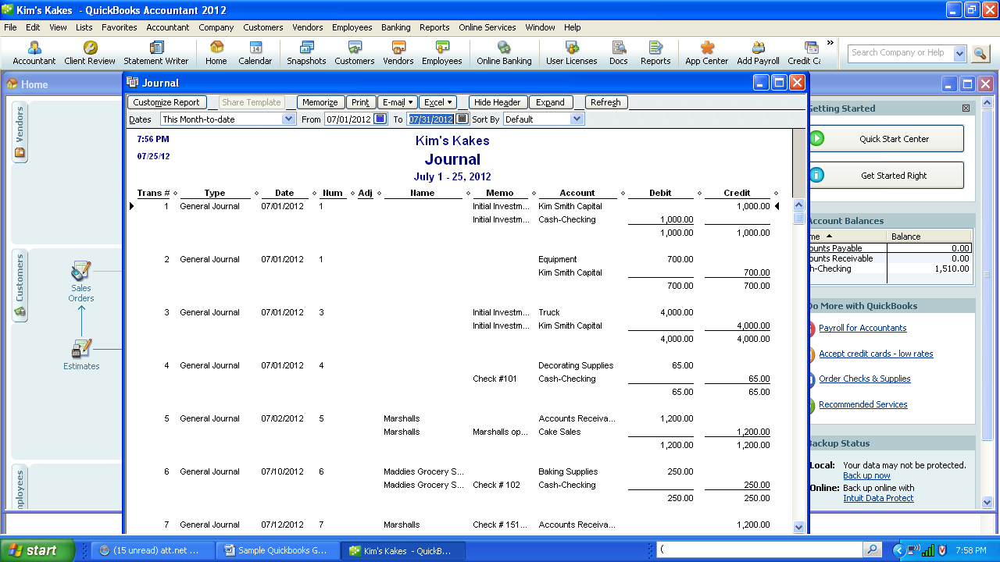 Kim's Kakes - QuickBooks Accountant 2012
File Edit View Lists Favorites Accountant Company Customers Vendors Employees Banking Reports Online Services Window Help
Accountant Client Review Statement Writer Home Calendar Snapshots Customers Vendors Employees Online Banking User Licenses Docs Reports App Center Add Payroll Credit Ca » Search Company or Help
Home
Journal
Customize Report Share Template Memorize Print E-mail Excel Hide Header Expand Refresh
Dates This Month-to-date From 07/01/2012 To 07/31/2012 Sort By Default
7:56 PM
07/25/12
Kim's Kakes
Journal
July 1 - 25, 2012
Trans # Type Date Num Adj Name Memo Account Debit Credit
1 General Journal 07/01/2012 1 Initial Investm... Kim Smith Capital 1,000.00
Initial Investm... Cash-Checking 1,000.00
1,000.00 1,000.00
2 General Journal 07/01/2012 1 Equipment 700.00
Kim Smith Capital 700.00
700.00 700.00
3 General Journal 07/01/2012 3 Initial Investm... Truck 4,000.00
Initial Investm... Kim Smith Capital 4,000.00
4,000.00 4,000.00
4 General Journal 07/01/2012 4 Decorating Supplies 65.00
Check #101 Cash-Checking 65.00
65.00 65.00
5 General Journal 07/02/2012 5 Marshalls Accounts Receiva... 1,200.00
Marshalls Marshalls op... Cake Sales 1,200.00
1,200.00 1,200.00
6 General Journal 07/10/2012 6 Maddies Grocery S... Baking Supplies 250.00
Maddies Grocery S... Check # 102 Cash-Checking 250.00
250.00 250.00
7 General Journal 07/12/2012 7 Marshalls Check # 151... Accounts Receiva... 1,200.00
Vendors
Customers
Sales
Orders
Estimates
mployees
Getting Started
Quick Start Center
Get Started Right
Account Balances
me Balance
ounts Payable 0.00
ounts Receivable 0.00
h-Checking 1,510.00
Do More with QuickBooks
Payroll for Accountants
Accept credit cards - low rates
Order Checks & Supplies
Recommended Services
Backup Status
Local: Your data may not be protected.
Back up now
Online: Back up online with
Intuit Data Protect
start (15 unread) att.net ... Sample Quickbooks G... Kim's Kakes - QuickB... ( 7:58 PM